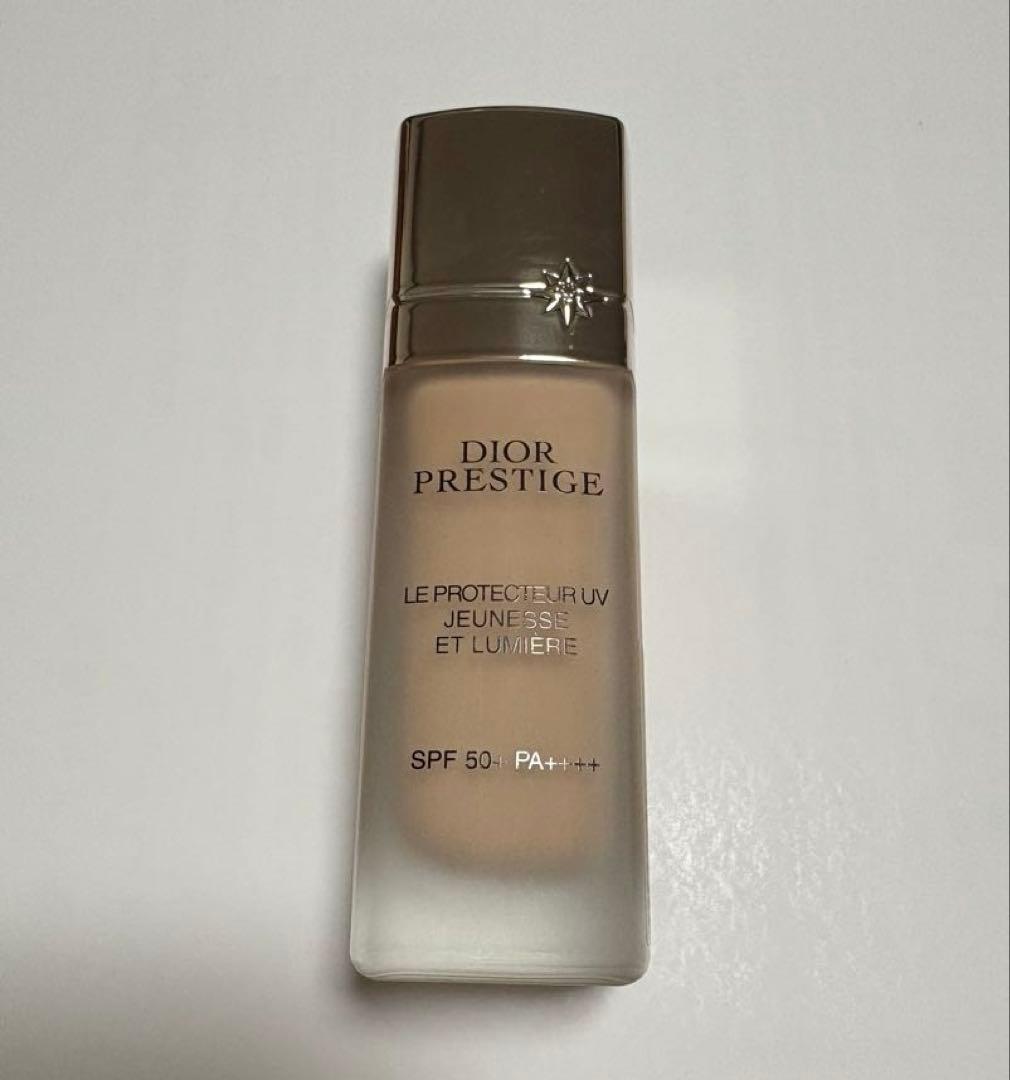 DIOR
PRESTIGE
LE PROTECTEUR UV
JEUNESSE
ET LUMIÈRE
SPF 50+ PA++++